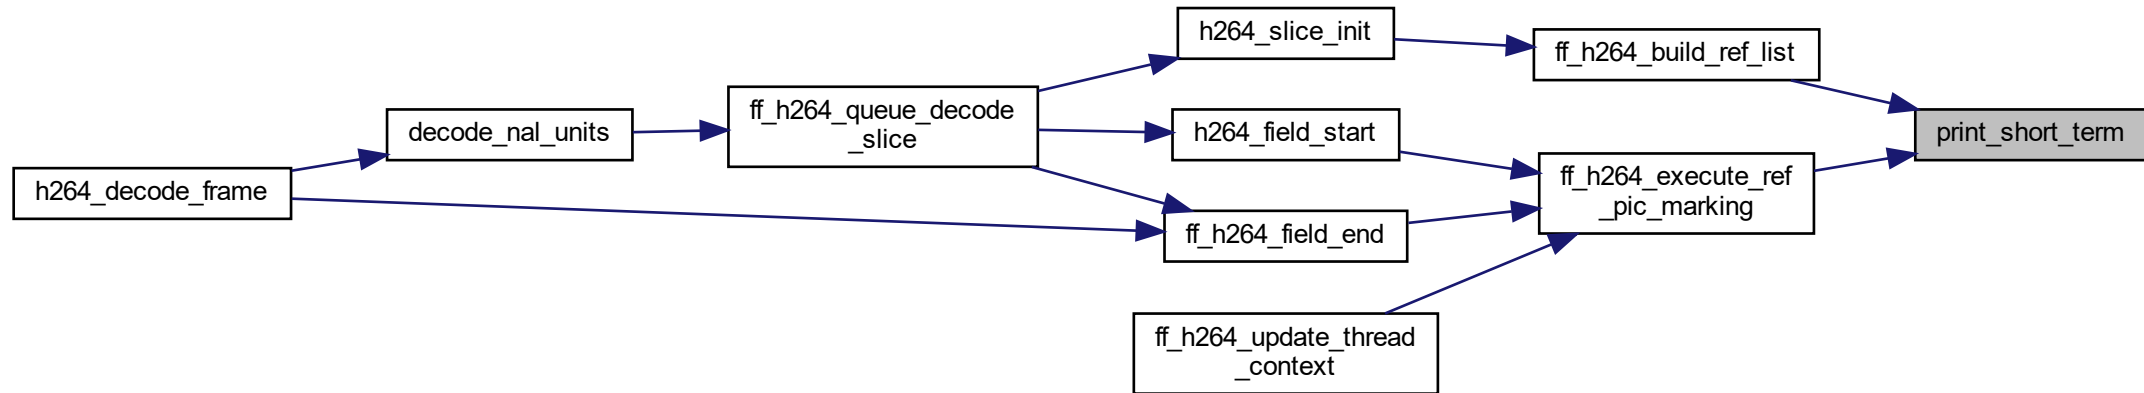 h264_slice_init
ff_h264_build_ref_list
ff_h264_queue_decode
_slice
decode_nal_units
h264_field_start
print_short_term
h264_decode_frame
ff_h264_execute_ref
_pic_marking
ff_h264_field_end
ff_h264_update_thread
_context